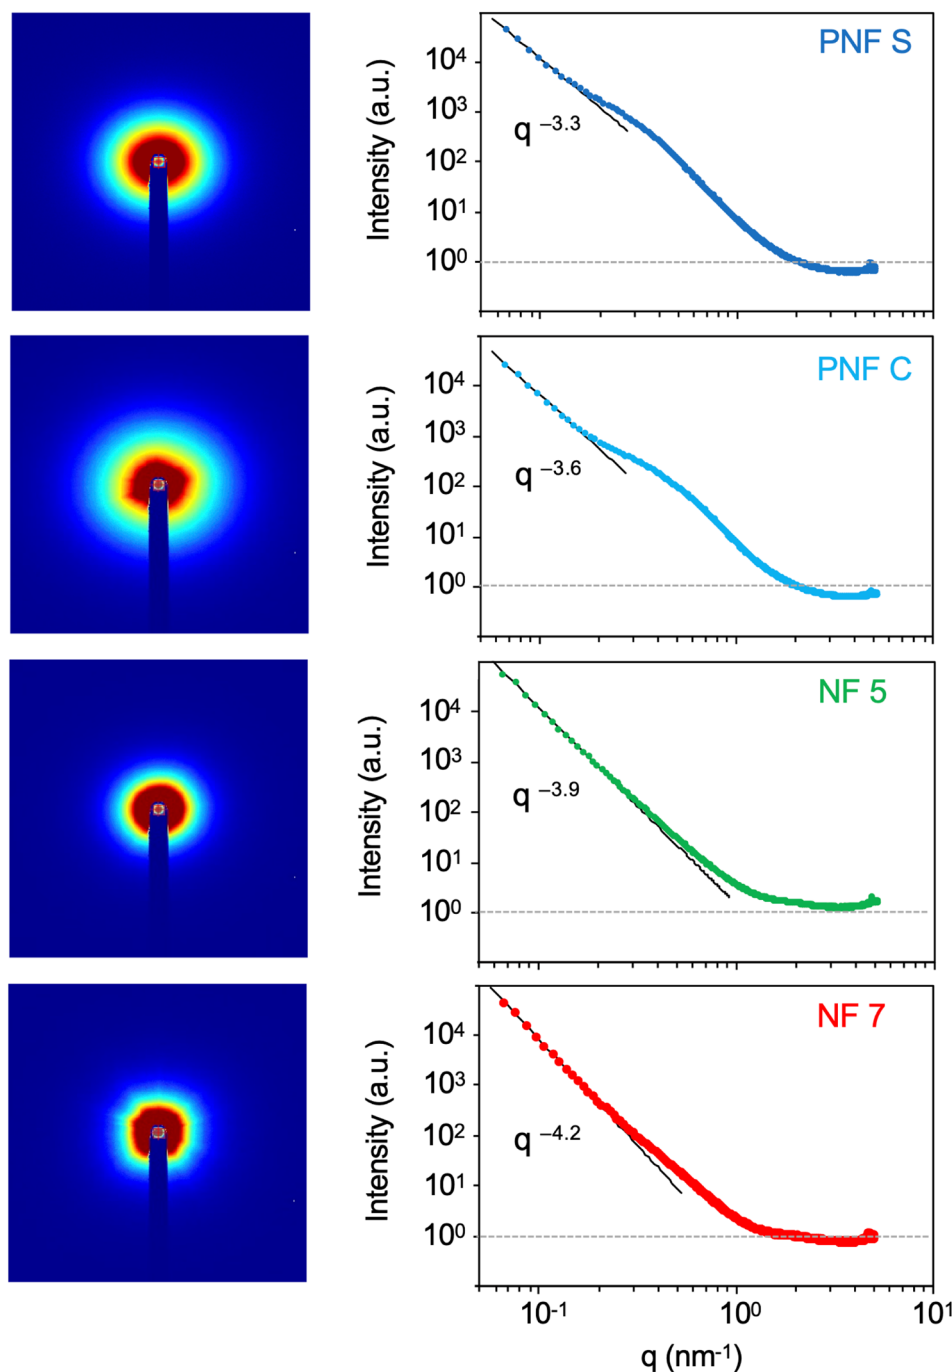 PNF S
Intensity (a.u.)
10⁴
10³
10²
10¹
10⁰
q ⁻³·³
PNF C
Intensity (a.u.)
10⁴
10³
10²
10¹
10⁰
q ⁻³·⁶
NF 5
Intensity (a.u.)
10⁴
10³
10²
10¹
10⁰
q ⁻³·⁹
NF 7
Intensity (a.u.)
10⁴
10³
10²
10¹
10⁰
q ⁻⁴·²
10⁻¹ 10⁰ 10¹
q (nm⁻¹)